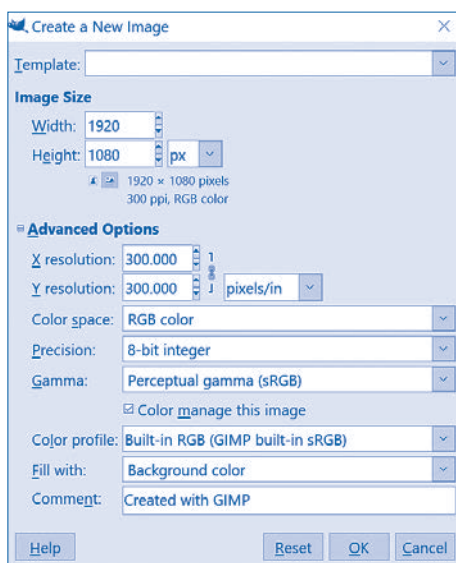 Create a New Image
Template:
Image Size
Width: 1920
Height: 1080 px
1920 × 1080 pixels
300 ppi, RGB color
Advanced Options
X resolution: 300.000
Y resolution: 300.000 pixels/in
Color space: RGB color
Precision: 8-bit integer
Gamma: Perceptual gamma (sRGB)
Color manage this image
Color profile: Built-in RGB (GIMP built-in sRGB)
Fill with: Background color
Comment: Created with GIMP
Help Reset OK Cancel